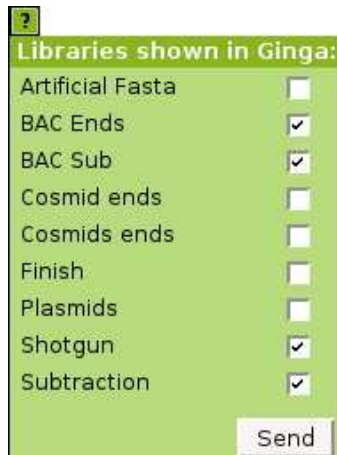 ?
Libraries shown in Ginga:
Artificial Fasta
BAC Ends
BAC Sub
Cosmid ends
Cosmids ends
Finish
Plasmids
Shotgun
Subtraction
Send